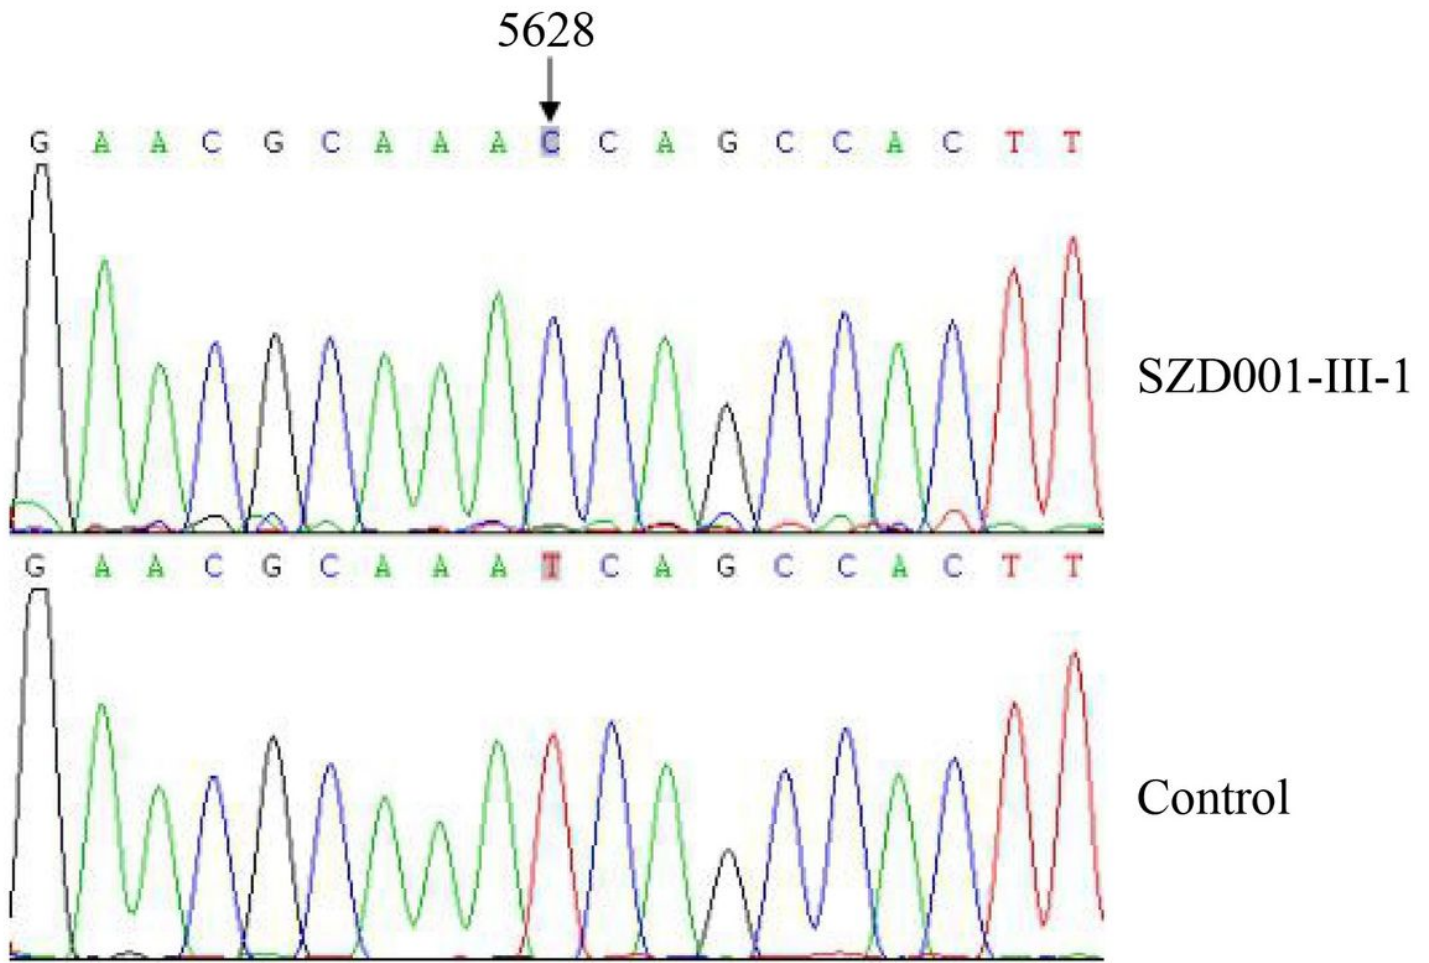 5628
G A A C G C A A A C C A G C C A C T T
SZD001-III-1
G A A C G C A A A T C A G C C A C T T
Control